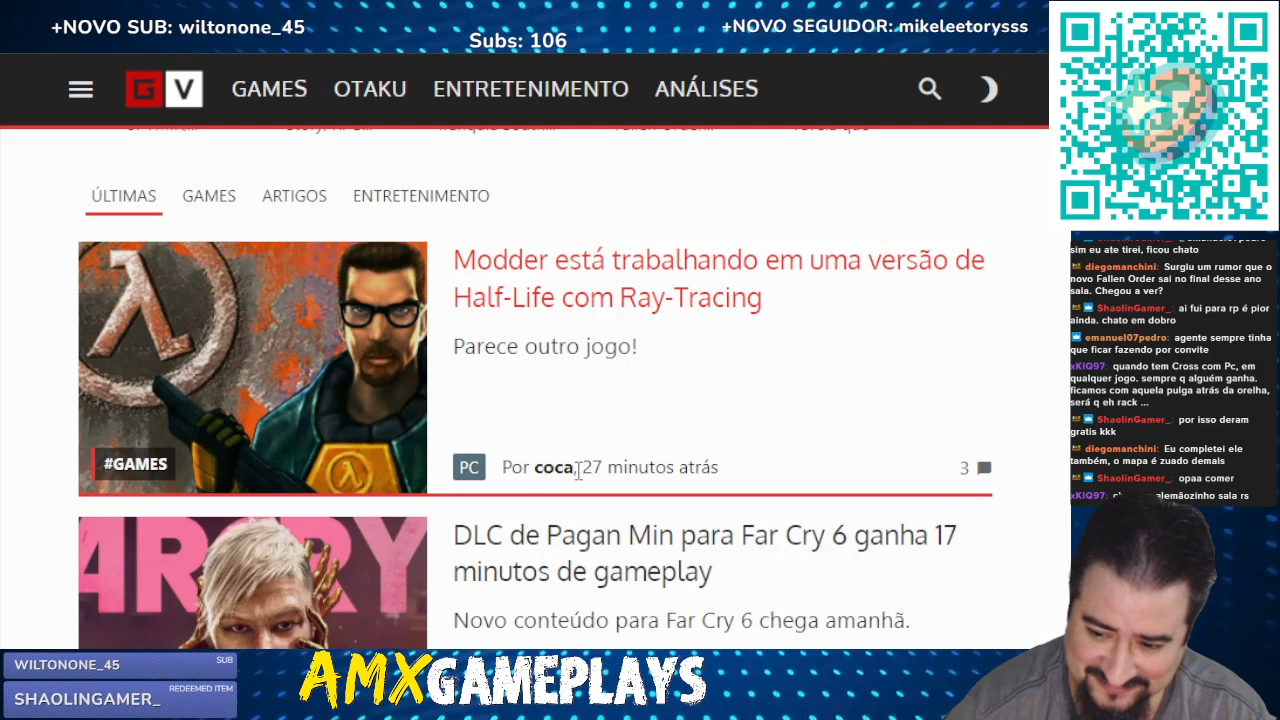 +NOVO SUB: wiltonone_45
Subs: 106
+NOVO SEGUIDOR: mikeleetorysss
G V
GAMES
OTAKU
ENTRETENIMENTO
ANÁLISES
ÚLTIMAS
GAMES
ARTIGOS
ENTRETENIMENTO
Modder está trabalhando em uma versão de
Half-Life com Ray-Tracing
Parece outro jogo!
#GAMES
PC
Por coca, 27 minutos atrás
3
DLC de Pagan Min para Far Cry 6 ganha 17
minutos de gameplay
Novo conteúdo para Far Cry 6 chega amanhã.
ARCRY
sim eu ate tirei, ficou chato
diegomanchini: Surgiu um rumor que o
novo Fallen Order sai no final desse ano
sala. Chegou a ver?
ShaolinGamer_: ai fui para rp é pior
ainda. chato em dobro
emanuel07pedro: agente sempre tinha
que ficar fazendo por convite
xKIQ97: quando tem Cross com Pc, em
qualquer jogo. sempre q alguém ganha.
ficamos com aquela pulga atrás da orelha,
será q eh rack ...
ShaolinGamer_: por isso deram
gratis kkk
diegomanchini: Eu completei ele
também, o mapa é zuado demais
ShaolinGamer_: opaa comer
xKIQ97: alemãozinho sala rs
WILTONONE_45
SUB
SHAOLINGAMER_
REDEEMED ITEM
AMXGAMEPLAYS